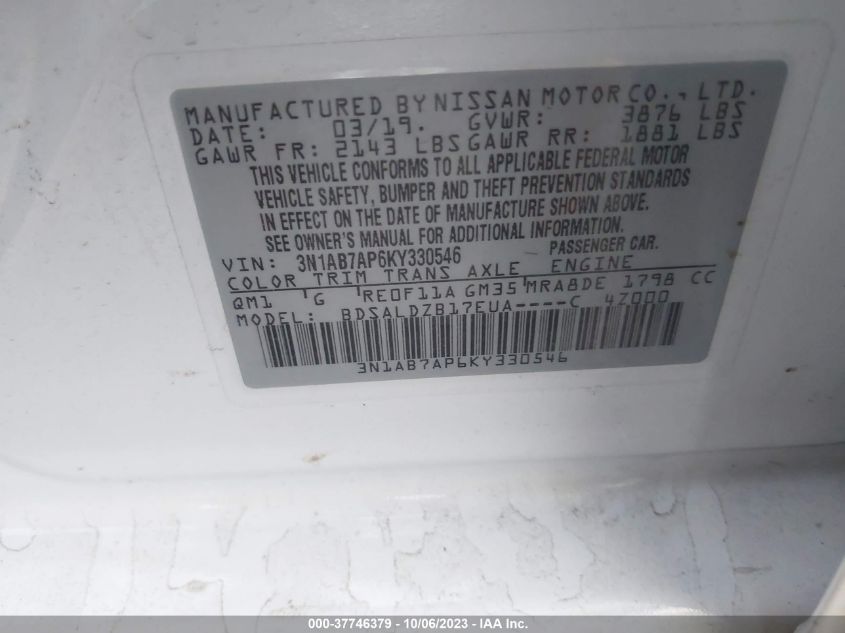 MANUFACTURED BY NISSAN MOTOR CO., LTD.
DATE: 03/19. GVWR: 3876 LBS
GAWR FR: 2143 LBS GAWR RR: 1881 LBS
THIS VEHICLE CONFORMS TO ALL APPLICABLE FEDERAL MOTOR
VEHICLE SAFETY, BUMPER AND THEFT PREVENTION STANDARDS
IN EFFECT ON THE DATE OF MANUFACTURE SHOWN ABOVE.
SEE OWNER'S MANUAL FOR ADDITIONAL INFORMATION.
VIN: 3N1AB7AP6KY330546 PASSENGER CAR.
COLOR TRIM TRANS AXLE ENGINE
QM1 G RE0F11A GM35 MRA8DE 1798 CC
MODEL: BDSALDZB17EUA----C 4Z000
3N1AB7AP6KY330546
000-37746379 - 10/06/2023 - IAA Inc.